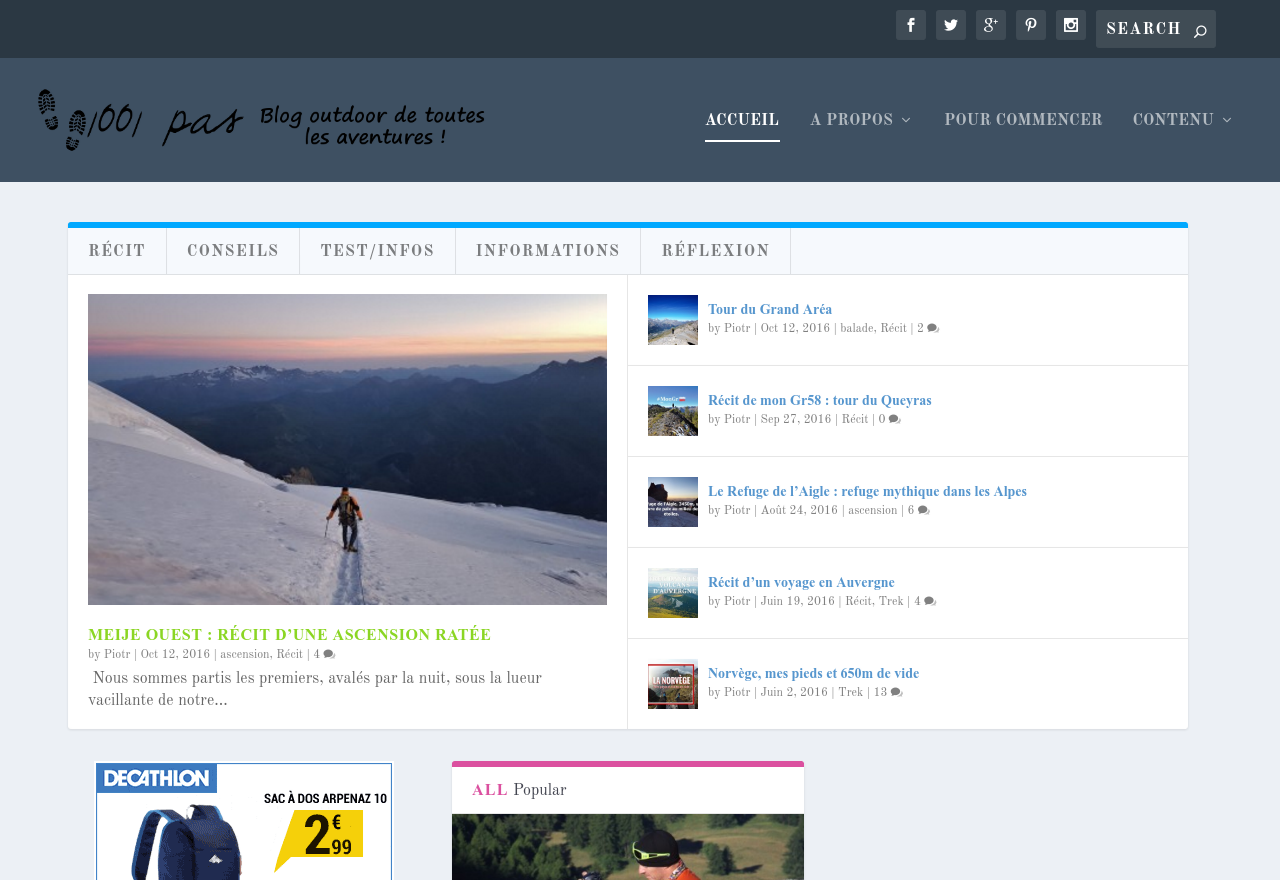 SEARCH
1001 pas Blog outdoor de toutes
les aventures !
ACCUEIL A PROPOS POUR COMMENCER CONTENU
RÉCIT CONSEILS TEST/INFOS INFORMATIONS RÉFLEXION
MEIJE OUEST : RÉCIT D’UNE ASCENSION RATÉE
by Piotr | Oct 12, 2016 | ascension, Récit | 4
Nous sommes partis les premiers, avalés par la nuit, sous la lueur
vacillante de notre...
Tour du Grand Aréa
by Piotr | Oct 12, 2016 | balade, Récit | 2
Récit de mon Gr58 : tour du Queyras
by Piotr | Sep 27, 2016 | Récit | 0
Le Refuge de l’Aigle : refuge mythique dans les Alpes
by Piotr | Août 24, 2016 | ascension | 6
Récit d’un voyage en Auvergne
by Piotr | Juin 19, 2016 | Récit, Trek | 4
D'AUVERGNE
Norvège, mes pieds et 650m de vide
by Piotr | Juin 2, 2016 | Trek | 13
LA NORVÈGE
DECATHLON
SAC À DOS ARPENAZ 10
2€99
ALL Popular